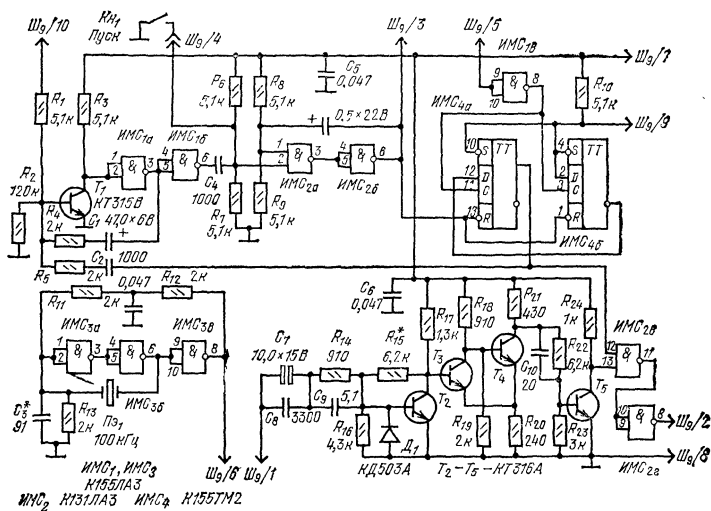 Ш9/10
Кн1
Пуск
Ш9/4
Ш9/3
Ш9/5
ИМС1в
Ш9/7
R1
5,1к
R3
5,1к
R6
5,1к
R8
5,1к
C5
0,047
9
10
&
8
R10
5,1к
+ 0,5×22В
ИМС4а
Ш9/9
ИМС1а
ИМС1б
1
2
&
3
4
5
&
6
C4
1000
1
2
&
3
ИМС2а
4
5
&
6
ИМС2б
10
S
TT
12
D
11
C
13
R
4
S
TT
2
D
3
C
1
R
ИМС4б
R2
120к
T1
КТ315В
R4
2к
C1
47,0×6В
+
R7
5,1к
R9
5,1к
R5
2к
C2
1000
R11
2к
0,047
R12
2к
C6
0,047
ИМС3а
ИМС3в
1
2
&
3
4
5
&
6
9
10
&
8
ИМС3б
C3*
91
R13
2к
Пэ1
100кГц
C7
10,0×15В
R14
910
R15*
6,2к
C8
3300
C9
5,1
R16
4,3к
Д1
КД503А
T2
R17
1,3к
R18
910
T3
R19
2к
T4
R21
430
C10
20
R20
240
R22
6,2к
R23
3к
T5
R24
1к
ИМС2в
12
13
&
11
10
9
&
8
Ш9/2
ИМС2г
Ш9/8
Ш9/6
Ш9/1
T2–T5–КТ316А
ИМС1, ИМС3
К155ЛА3
ИМС2 К131ЛА3 ИМС4 К155ТМ2